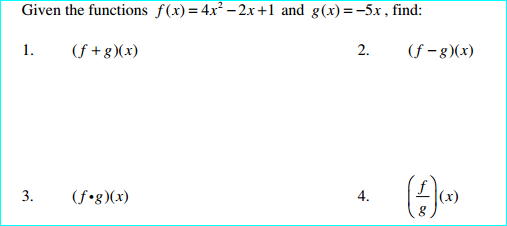 Given the functions f(x) = 4x² – 2x + 1 and g(x) = –5x, find:
1. (f + g)(x) 2. (f – g)(x)
3. (f•g)(x) 4. (f/g)(x)